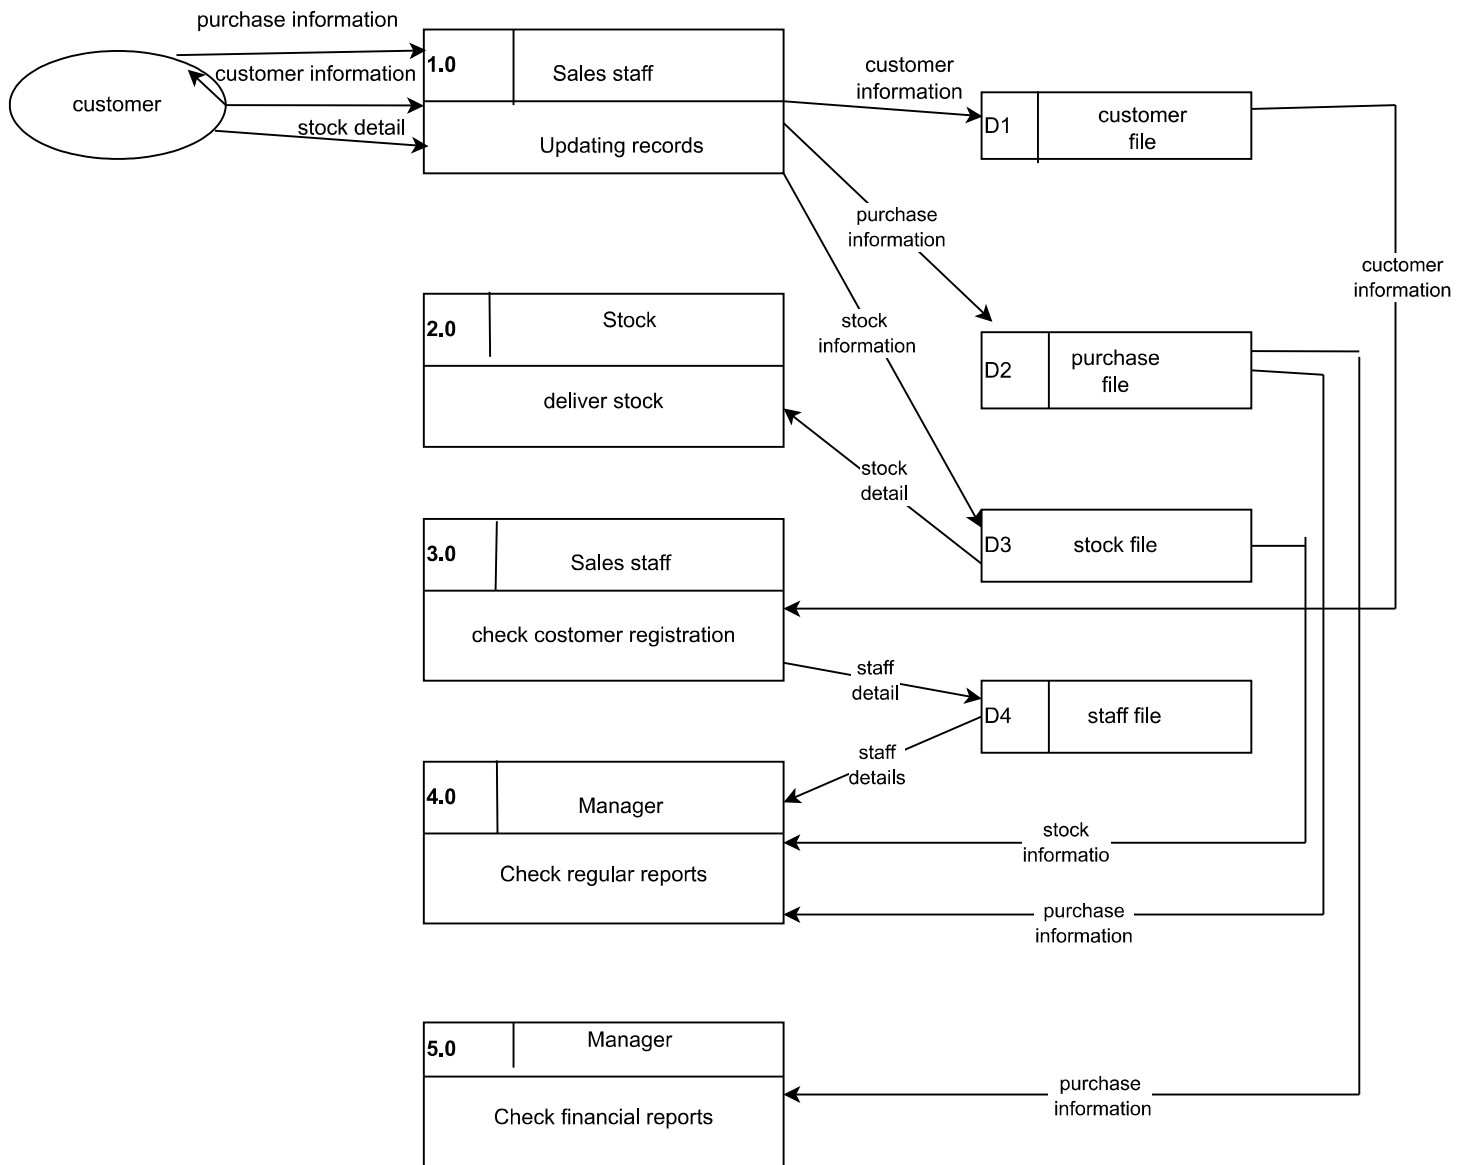 purchase information
1.0
Sales staff
customer information
customer
stock detail
Updating records
customer
information
D1
customer
file
purchase
information
cuctomer
information
2.0
Stock
deliver stock
stock
information
D2
purchase
file
stock
detail
3.0
Sales staff
check costomer registration
D3
stock file
staff
detail
D4
staff file
staff
details
4.0
Manager
Check regular reports
stock
informatio
purchase
information
5.0
Manager
Check financial reports
purchase
information